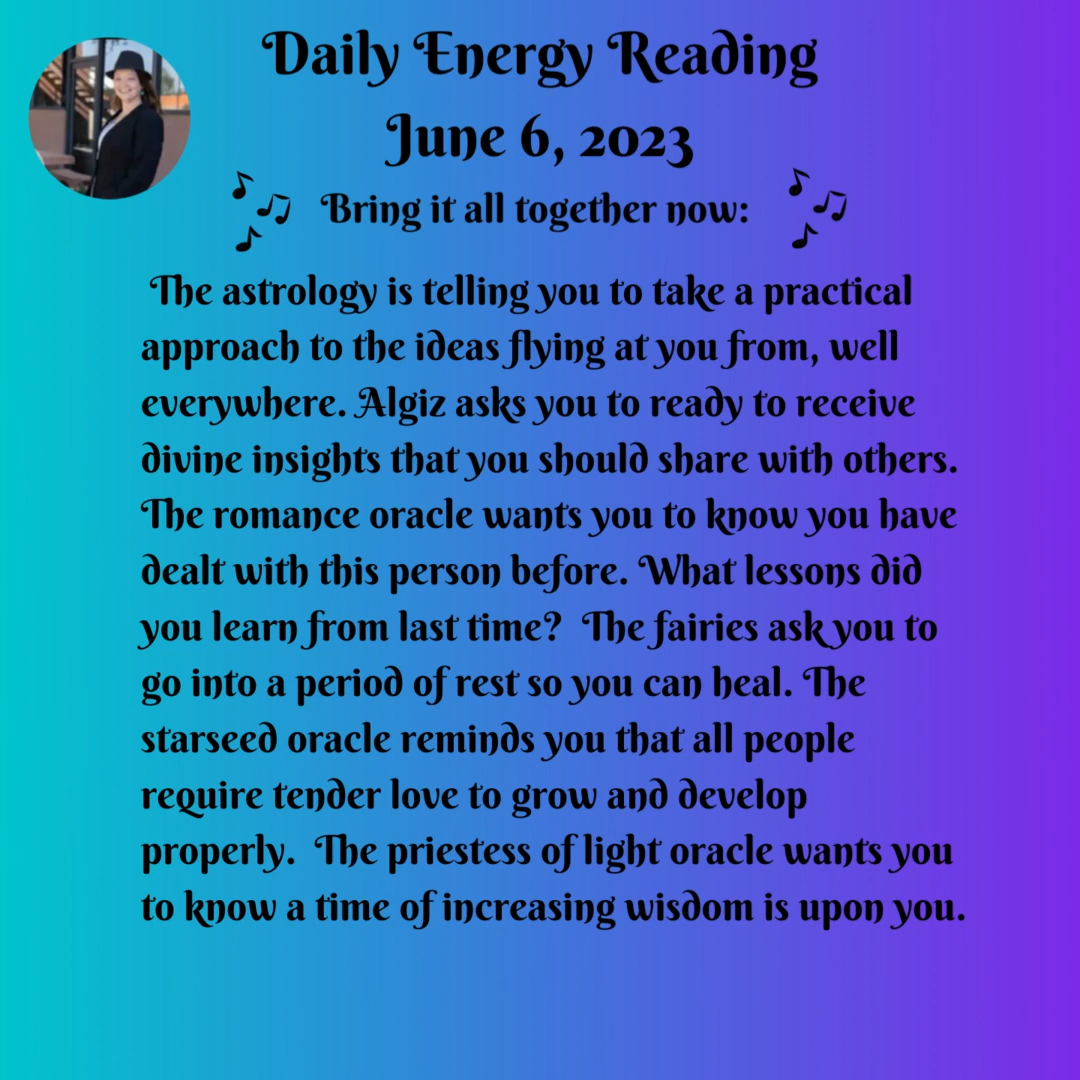 Daily Energy Reading
June 6, 2023
Bring it all together now:
The astrology is telling you to take a practical
approach to the ideas flying at you from, well
everywhere. Algiz asks you to ready to receive
divine insights that you should share with others.
The romance oracle wants you to know you have
dealt with this person before. What lessons did
you learn from last time? The fairies ask you to
go into a period of rest so you can heal. The
starseed oracle reminds you that all people
require tender love to grow and develop
properly. The priestess of light oracle wants you
to know a time of increasing wisdom is upon you.